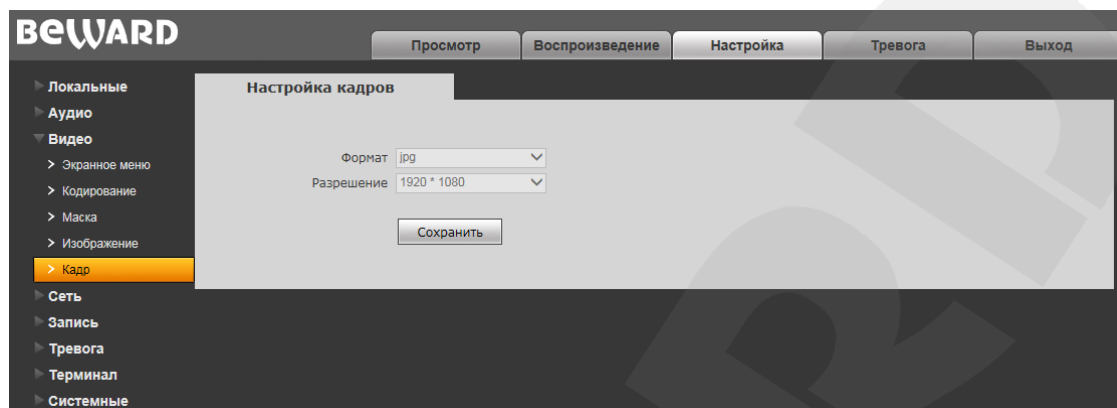 BEWARD
Просмотр Воспроизведение Настройка Тревога Выход
Локальные
Аудио
Видео
> Экранное меню
> Кодирование
> Маска
> Изображение
> Кадр
Сеть
Запись
Тревога
Терминал
Системные
Настройка кадров
Формат jpg
Разрешение 1920 * 1080
Сохранить